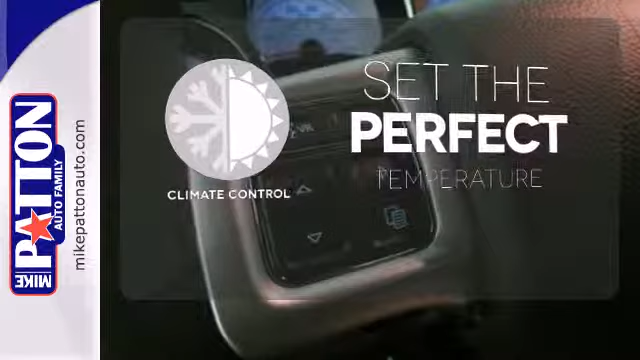 MIKE
PATTON
AUTO FAMILY
mikepattonauto.com
CLIMATE CONTROL
SET THE
PERFECT
TEMPERATURE